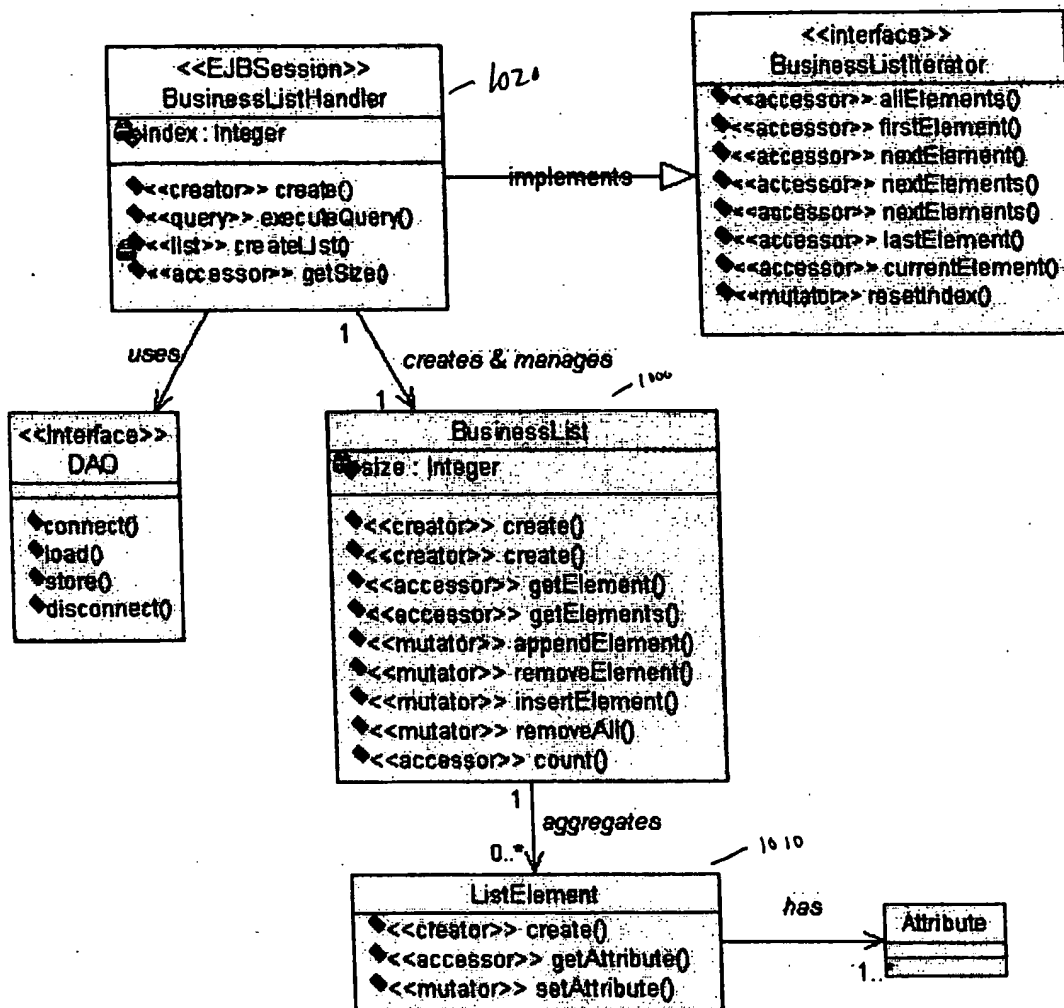 <<EJBSession>>
BusinessListHandler
index : Integer
<<creator>> create()
<<query>> executeQuery()
<<list>> createList()
<<accessor>> getSize()
1020
implements
<<interface>>
BusinessListIterator
<<accessor>> allElements()
<<accessor>> firstElement()
<<accessor>> nextElement()
<<accessor>> nextElements()
<<accessor>> nextElements()
<<accessor>> lastElement()
<<accessor>> currentElement()
<<mutator>> resetIndex()
uses
1
creates & manages
1
<<Interface>>
DAO
connect()
load()
store()
disconnect()
1000
BusinessList
size : Integer
<<creator>> create()
<<creator>> create()
<<accessor>> getElement()
<<accessor>> getElements()
<<mutator>> appendElement()
<<mutator>> removeElement()
<<mutator>> insertElement()
<<mutator>> removeAll()
<<accessor>> count()
1
aggregates
0..*
1010
ListElement
<<creator>> create()
<<accessor>> getAttribute()
<<mutator>> setAttribute()
has
1..*
Attribute